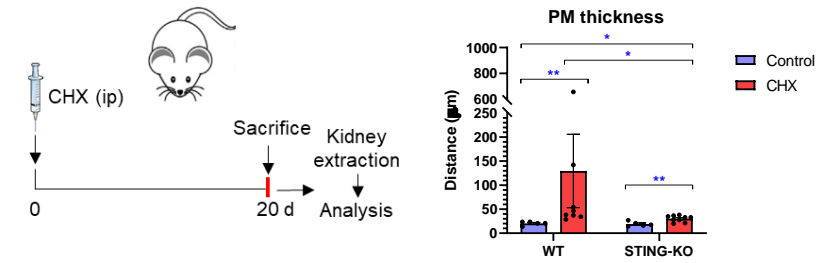 CHX (ip)
Sacrifice
Kidney
extraction
0
20 d
Analysis
PM thickness
Distance (
m)
1000
800
600
250
200
150
100
50
0
*
*
**
**
WT
STING-KO
Control
CHX